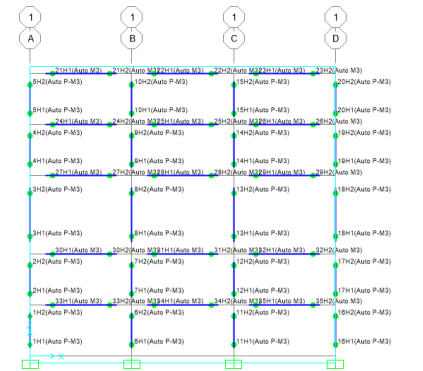 1 1 1 1
A B C D
21H1(Auto M3) 21H2(Auto M3)22H1(Auto M3) 22H2(Auto M3)23H1(Auto M3) 23H2(Auto M3)
5H2(Auto P-M3) 10H2(Auto P-M3) 15H2(Auto P-M3) 20H2(Auto P-M3)
5H1(Auto P-M3) 10H1(Auto P-M3) 15H1(Auto P-M3) 20H1(Auto P-M3)
24H1(Auto M3) 24H2(Auto M3)25H1(Auto M3) 25H2(Auto M3)26H1(Auto M3) 26H2(Auto M3)
4H2(Auto P-M3) 9H2(Auto P-M3) 14H2(Auto P-M3) 19H2(Auto P-M3)
4H1(Auto P-M3) 9H1(Auto P-M3) 14H1(Auto P-M3) 19H1(Auto P-M3)
27H1(Auto M3) 27H2(Auto M3)28H1(Auto M3) 28H2(Auto M3)29H1(Auto M3) 29H2(Auto M3)
3H2(Auto P-M3) 8H2(Auto P-M3) 13H2(Auto P-M3) 18H2(Auto P-M3)
3H1(Auto P-M3) 8H1(Auto P-M3) 13H1(Auto P-M3) 18H1(Auto P-M3)
30H1(Auto M3) 30H2(Auto M3)31H1(Auto M3) 31H2(Auto M3)32H1(Auto M3) 32H2(Auto M3)
2H2(Auto P-M3) 7H2(Auto P-M3) 12H2(Auto P-M3) 17H2(Auto P-M3)
2H1(Auto P-M3) 7H1(Auto P-M3) 12H1(Auto P-M3) 17H1(Auto P-M3)
33H1(Auto M3) 33H2(Auto M3)34H1(Auto M3) 34H2(Auto M3)35H1(Auto M3) 35H2(Auto M3)
1H2(Auto P-M3) 6H2(Auto P-M3) 11H2(Auto P-M3) 16H2(Auto P-M3)
1H1(Auto P-M3) 6H1(Auto P-M3) 11H1(Auto P-M3) 16H1(Auto P-M3)
X